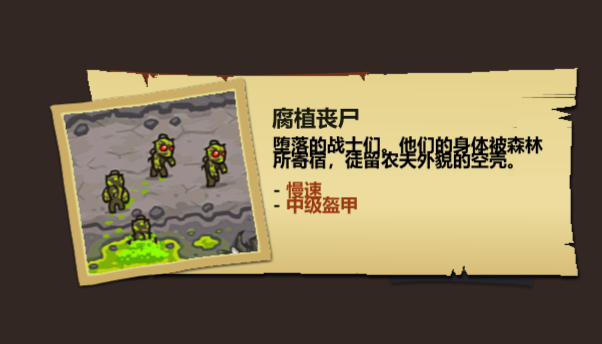 腐植丧尸
堕落的战士们。他们的身体被森林
所寄宿，徒留农夫外貌的空壳。
- 慢速
- 中级盔甲